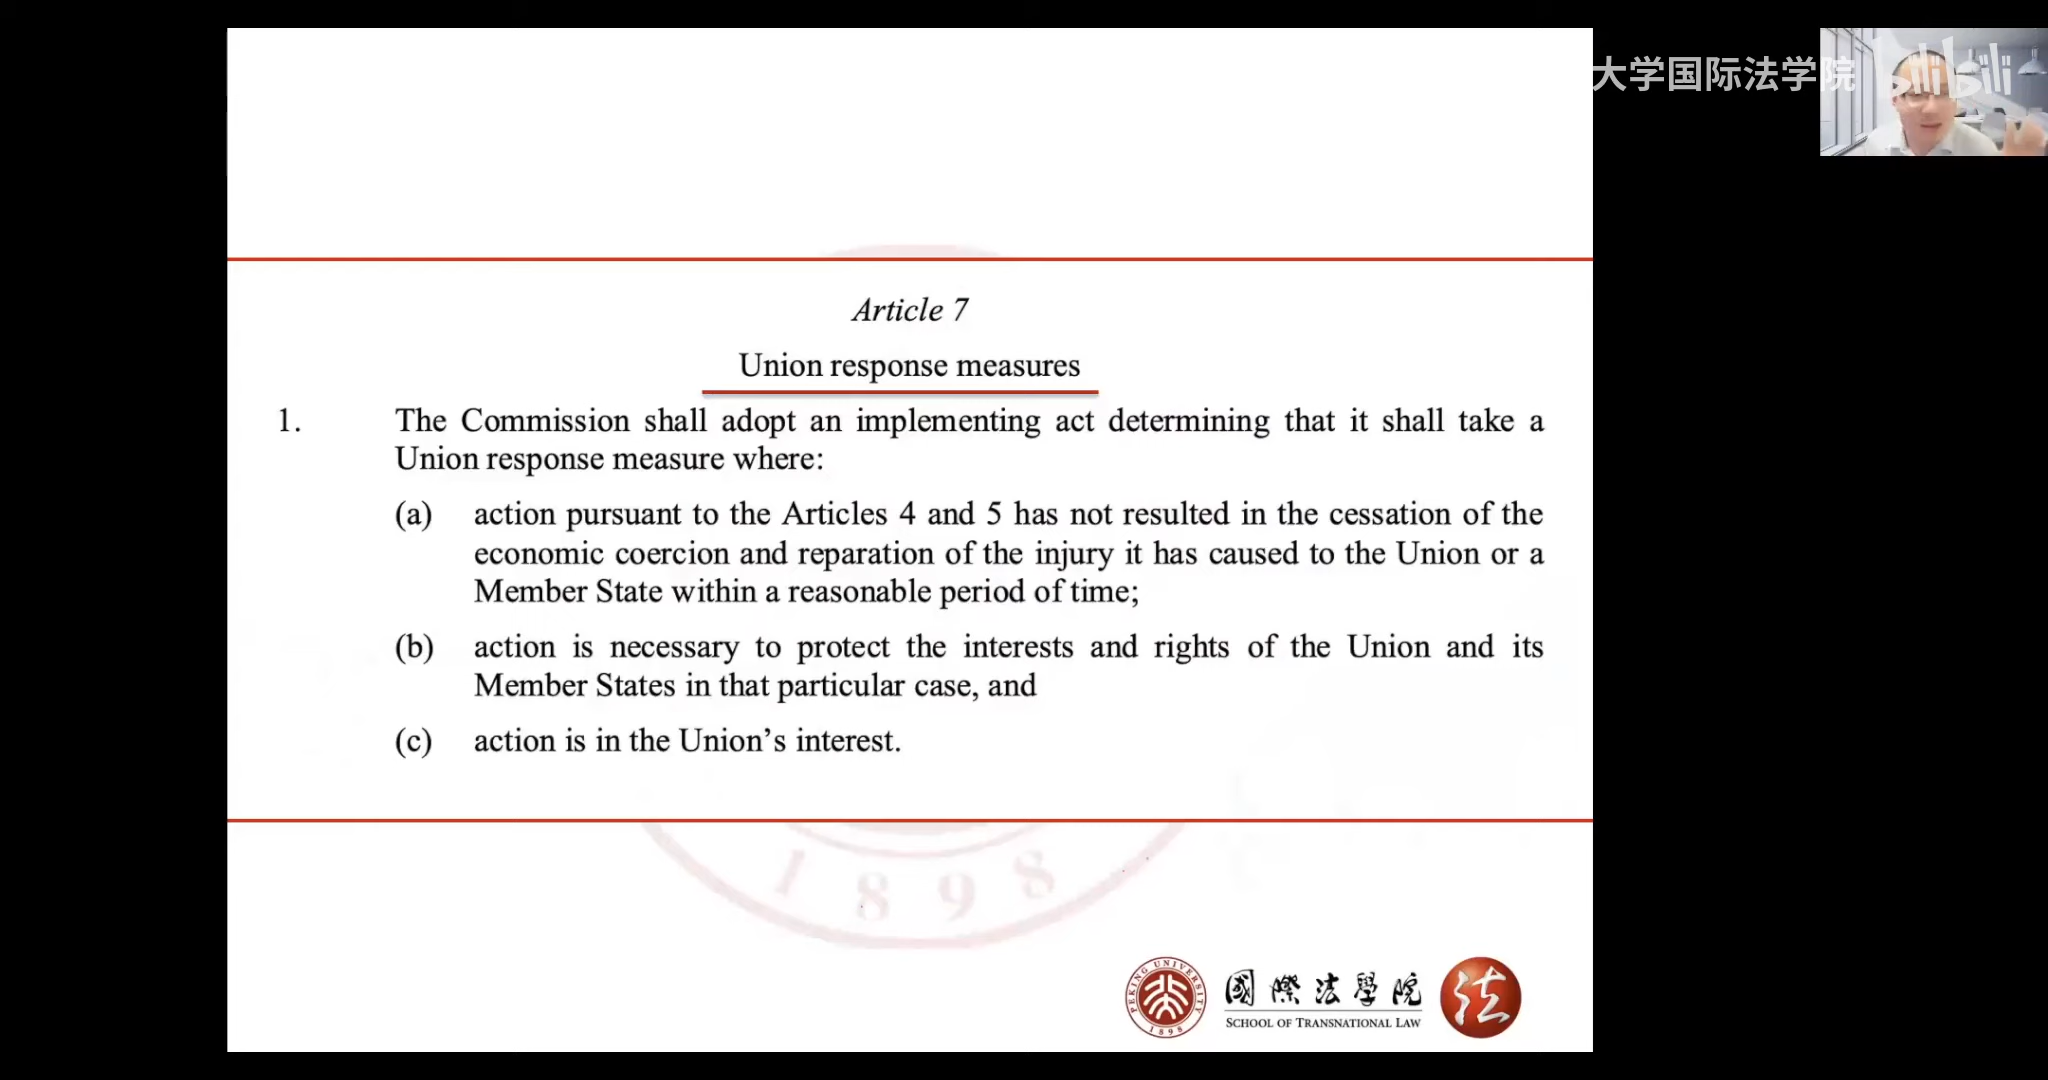 大学国际法学院
bilibili
Article 7
Union response measures
1. The Commission shall adopt an implementing act determining that it shall take a
Union response measure where:
(a) action pursuant to the Articles 4 and 5 has not resulted in the cessation of the
economic coercion and reparation of the injury it has caused to the Union or a
Member State within a reasonable period of time;
(b) action is necessary to protect the interests and rights of the Union and its
Member States in that particular case, and
(c) action is in the Union’s interest.
1898
PEKING UNIVERSITY
1898
國際法學院
SCHOOL OF TRANSNATIONAL LAW
法